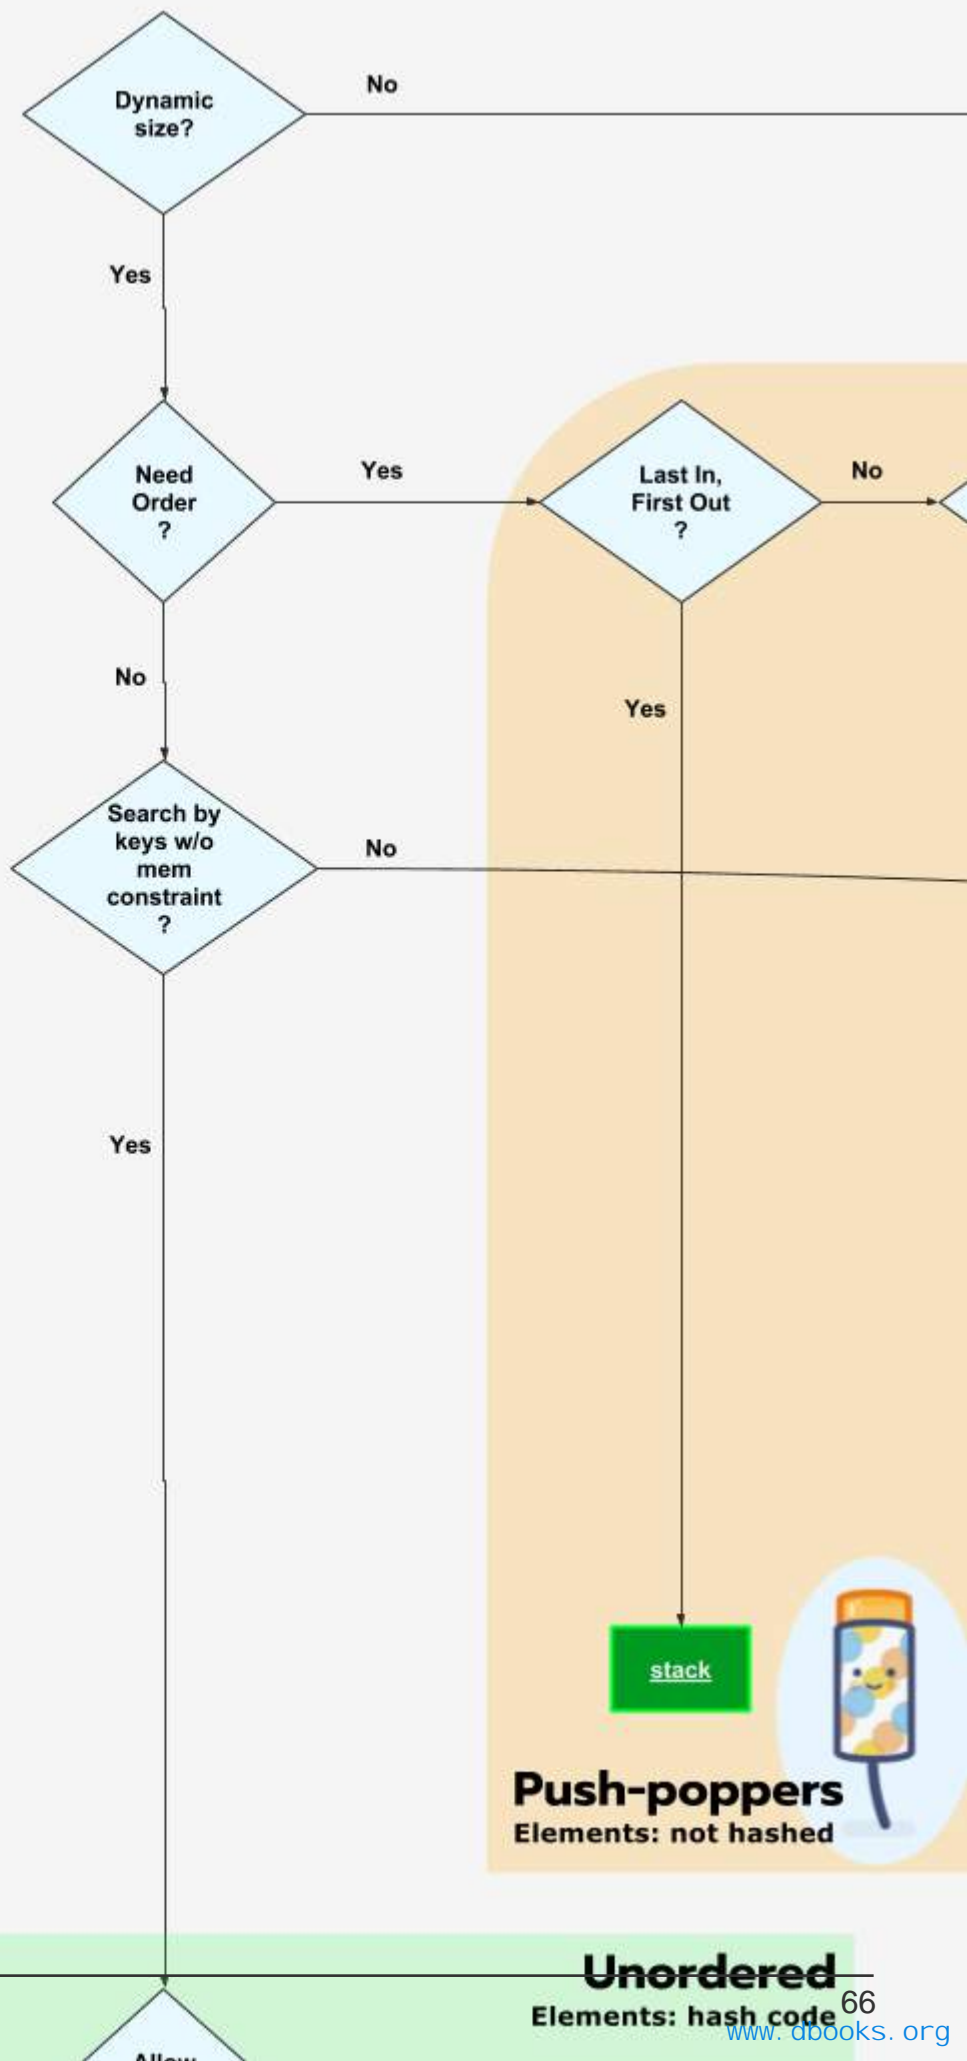 Dynamic
size?
No
Yes
Need
Order
?
Yes
Last In,
First Out
?
No
No
Yes
Search by
keys w/o
mem
constraint
?
No
Yes
stack
Push-poppers
Elements: not hashed
Unordered
Elements: hash code
66
www.dbooks.org
Allow